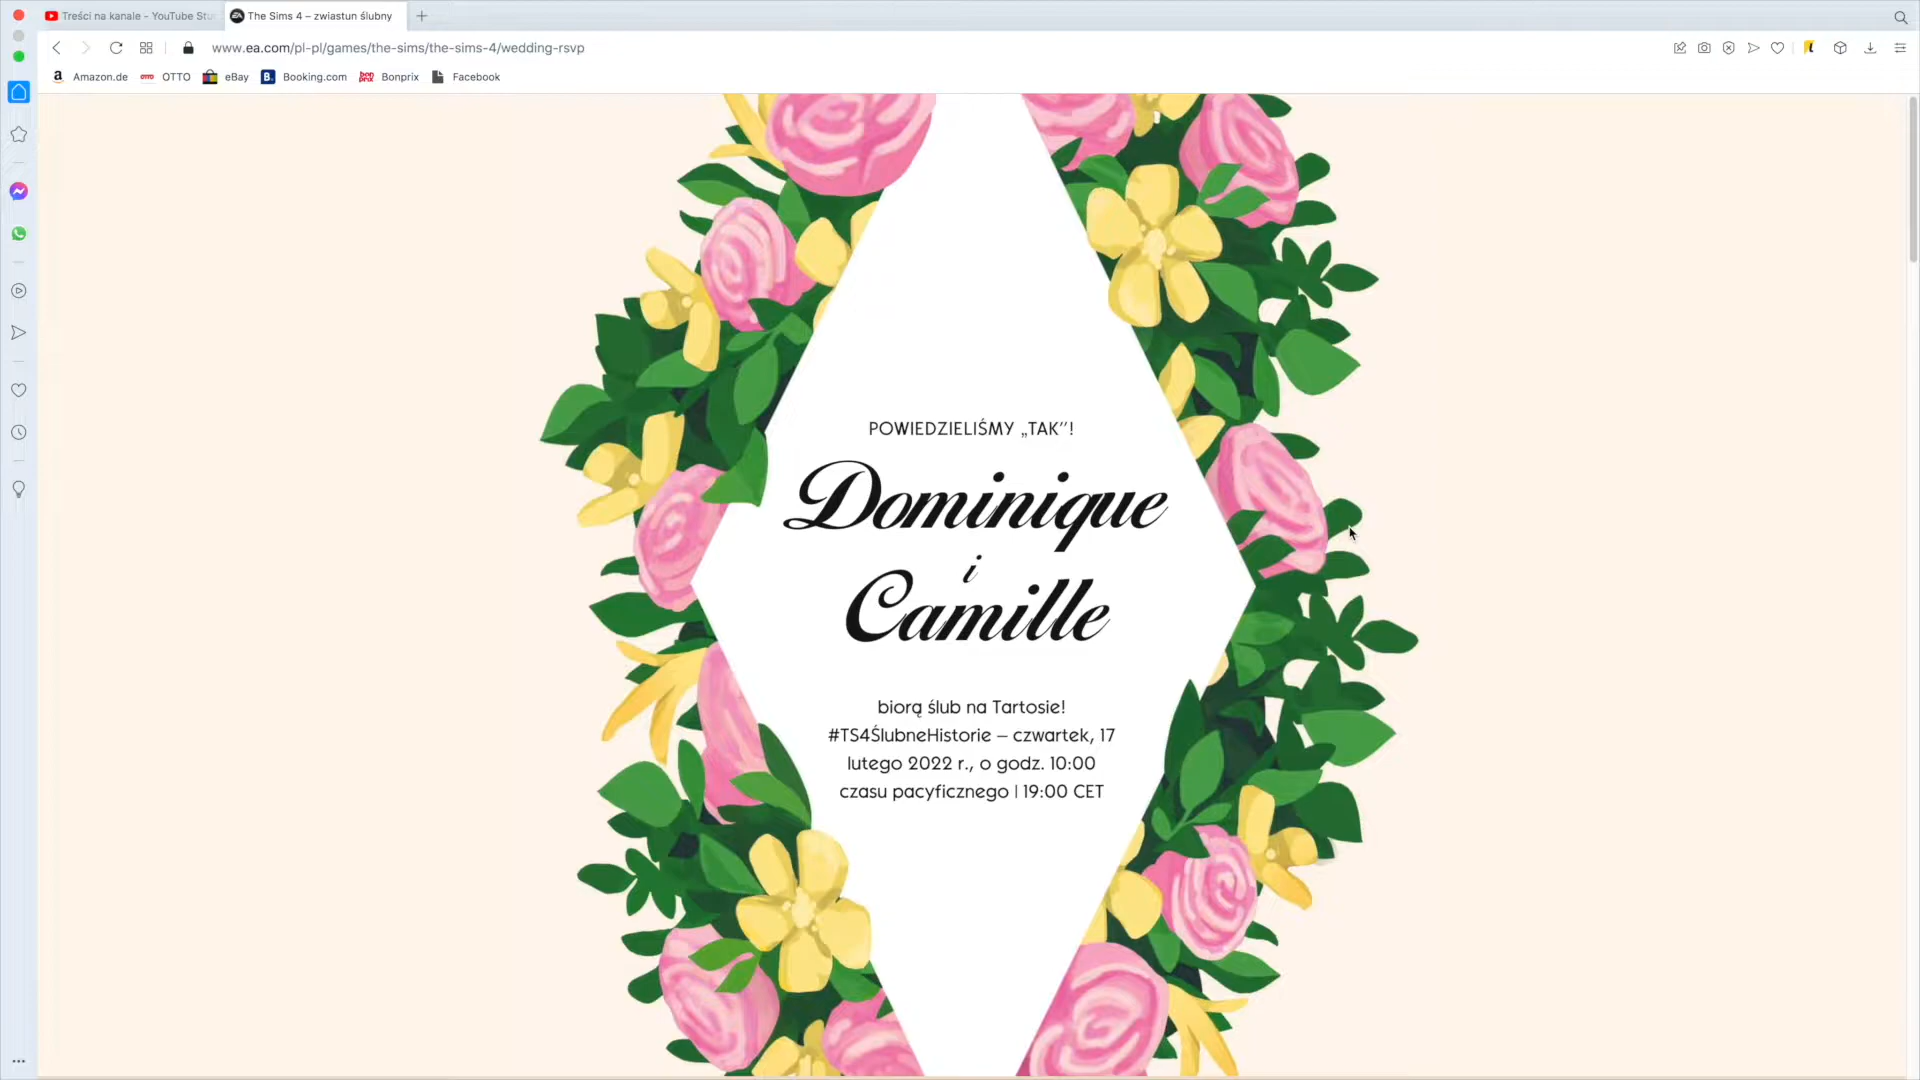 Treści na kanale - YouTube Stu
The Sims 4 – zwiastun ślubny
www.ea.com/pl-pl/games/the-sims/the-sims-4/wedding-rsvp
Amazon.de
OTTO
eBay
Booking.com
bonprix Bonprix
Facebook
POWIEDZIELIŚMY „TAK”!
Dominique
i
Camille
biorą ślub na Tartosie!
#TS4ŚlubneHistorie – czwartek, 17
lutego 2022 r., o godz. 10:00
czasu pacyficznego | 19:00 CET